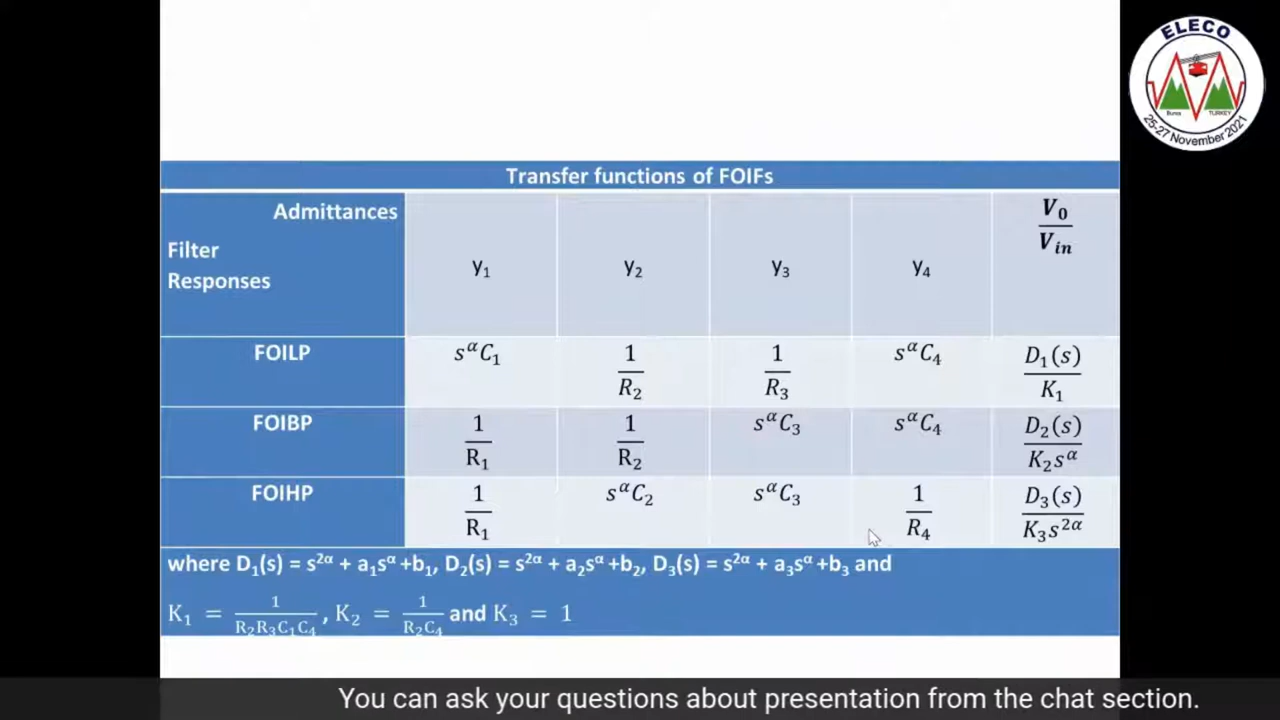 ELECO
Bursa TURKEY
25-27 November 2021
Transfer functions of FOIFs
Admittances
Filter
Responses
y₁ y₂ y₃ y₄ V₀/Vᵢₙ
FOILP s^α C₁ 1/R₂ 1/R₃ s^α C₄ D₁(s)/K₁
FOIBP 1/R₁ 1/R₂ s^α C₃ s^α C₄ D₂(s)/K₂s^α
FOIHP 1/R₁ s^α C₂ s^α C₃ 1/R₄ D₃(s)/K₃s^2α
where D₁(s) = s^2α + a₁s^α +b₁, D₂(s) = s^2α + a₂s^α +b₂, D₃(s) = s^2α + a₃s^α +b₃ and
K₁ = 1/R₂R₃C₁C₄ , K₂ = 1/R₂C₄ and K₃ = 1
You can ask your questions about presentation from the chat section.